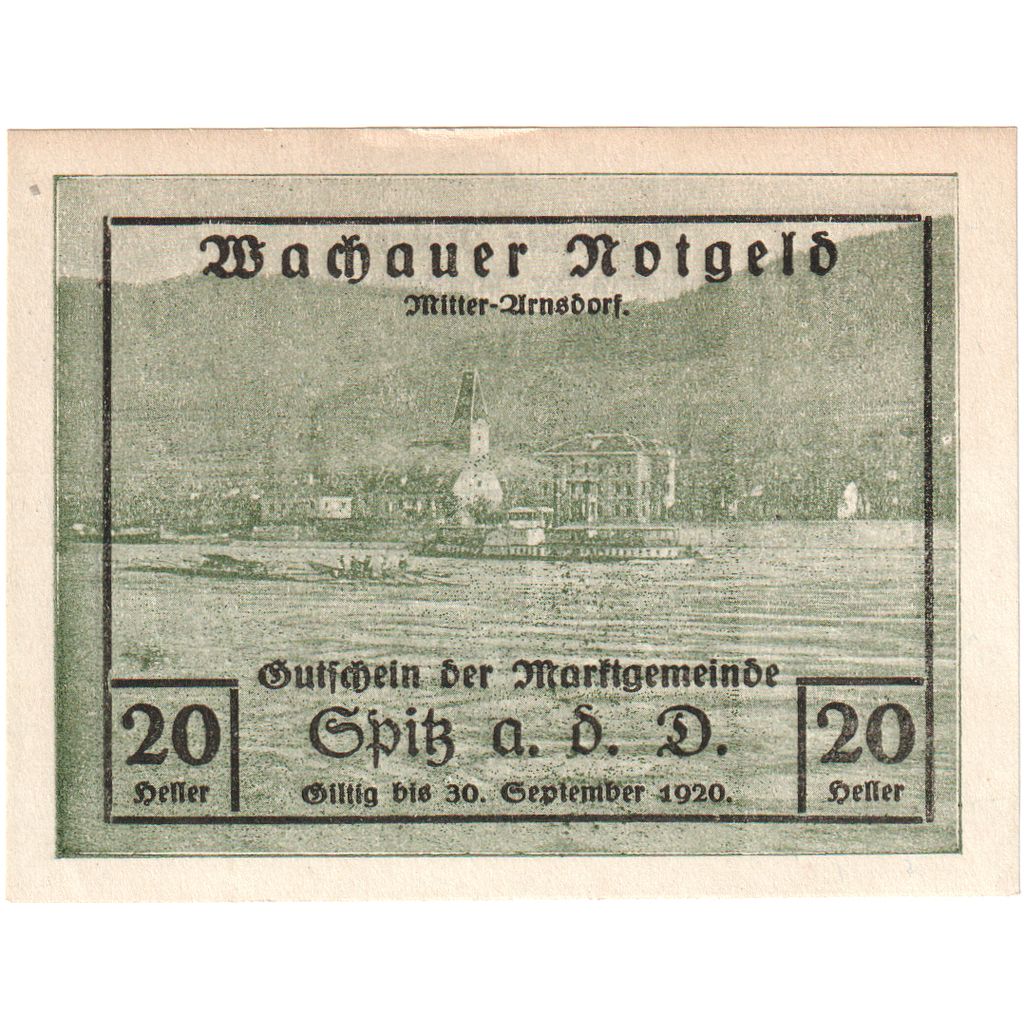 Wachauer Notgeld
Mitter-Arnsdorf.
Gutschein der Marktgemeinde
20 Spitz a. d. D. 20
Heller Giltig bis 30. September 1920. Heller